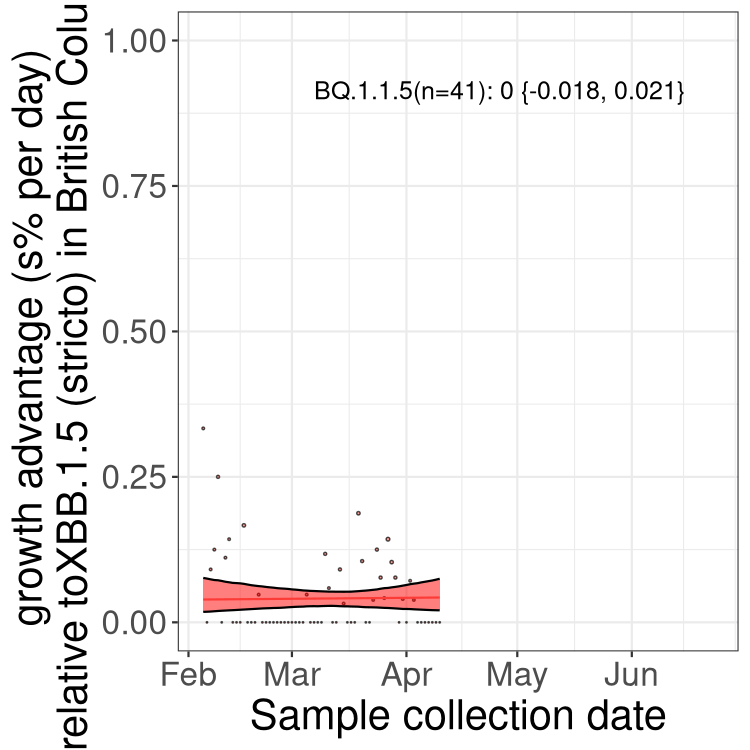 growth advantage (s% per day)
relative toXBB.1.5 (stricto) in British Colu
1.00
0.75
0.50
0.25
0.00
BQ.1.1.5(n=41): 0 {-0.018, 0.021}
Feb Mar Apr May Jun
Sample collection date